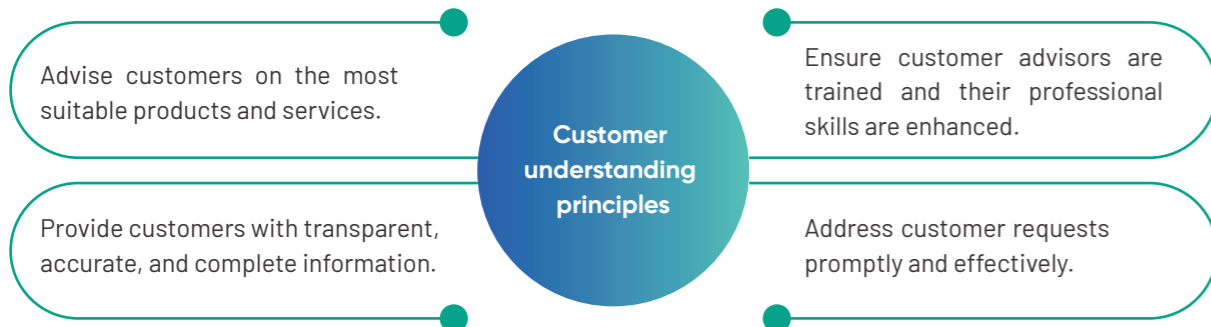 Advise customers on the most
suitable products and services.
Provide customers with transparent,
accurate, and complete information.
Customer
understanding
principles
Ensure customer advisors are
trained and their professional
skills are enhanced.
Address customer requests
promptly and effectively.